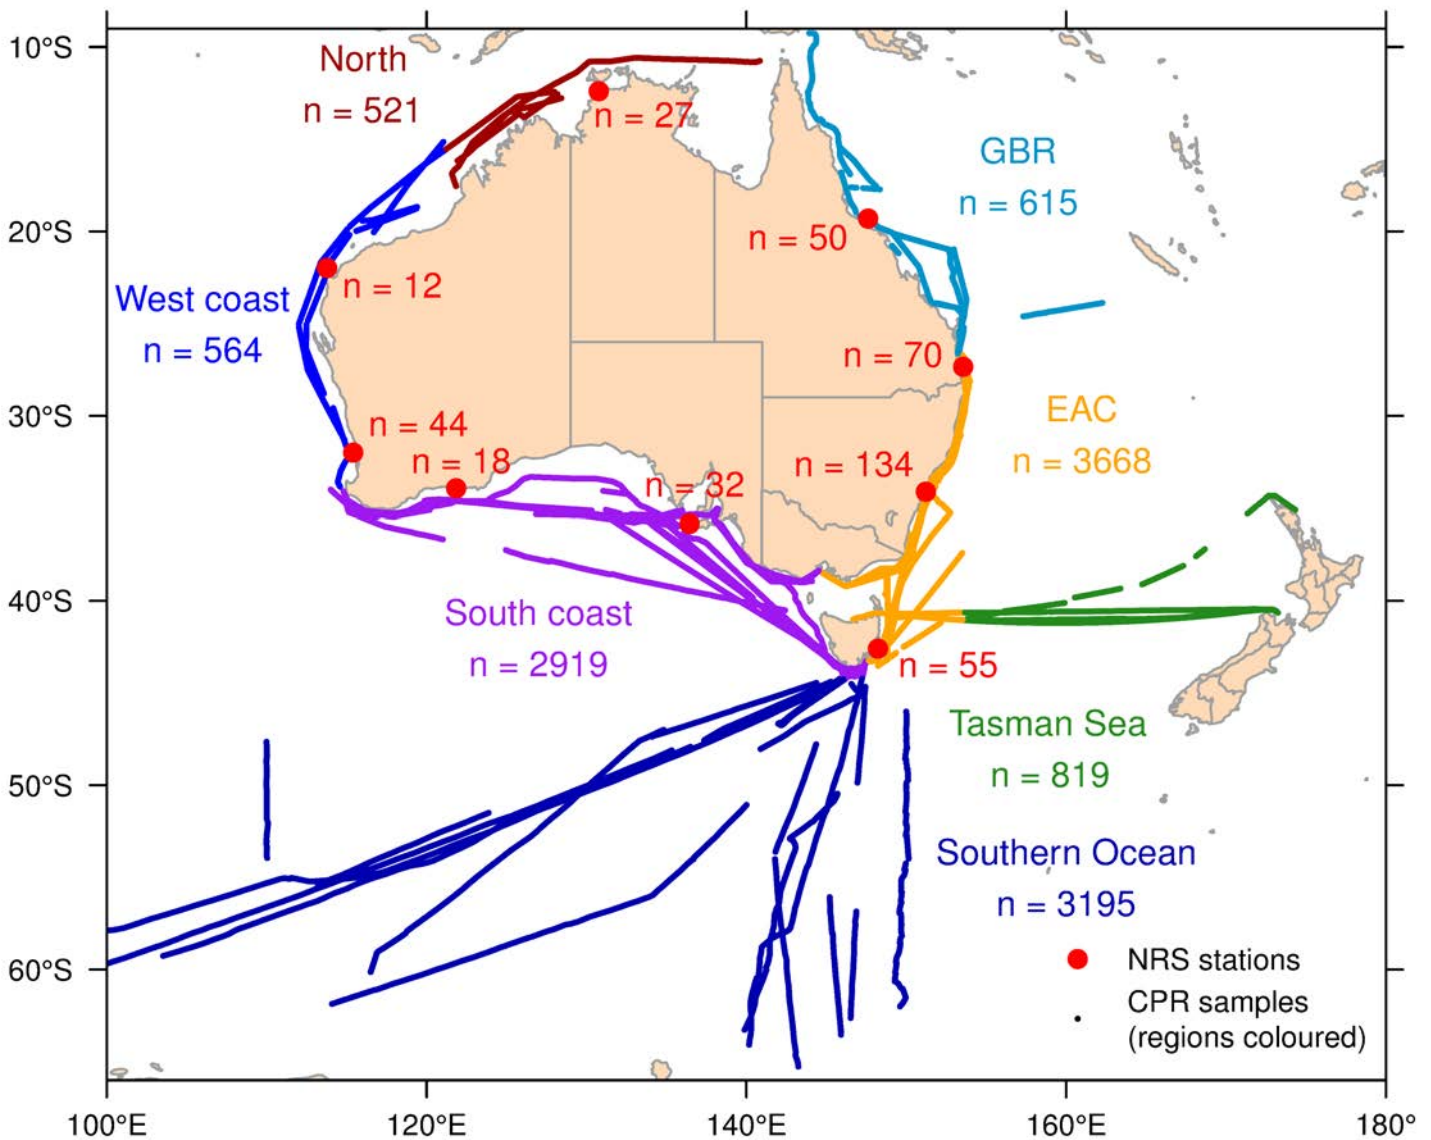 10°S
North
n = 521
n = 27
GBR
n = 615
20°S
n = 50
n = 12
West coast
n = 564
n = 70
30°S
EAC
n = 3668
n = 44
n = 18
n = 32
n = 134
40°S
South coast
n = 2919
n = 55
Tasman Sea
n = 819
50°S
Southern Ocean
n = 3195
60°S
NRS stations
CPR samples
(regions coloured)
100°E
120°E
140°E
160°E
180°